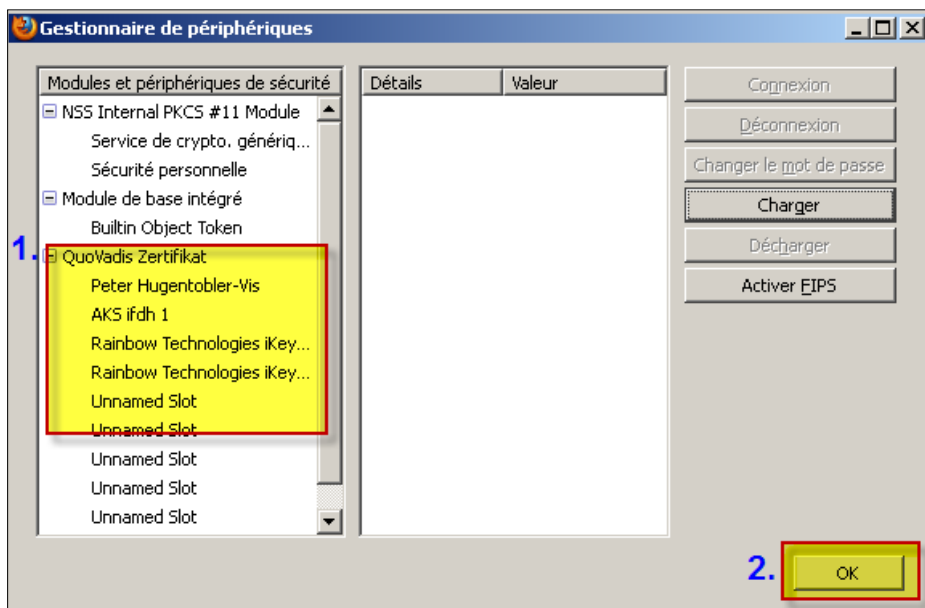 Gestionnaire de périphériques
Modules et périphériques de sécurité
Détails
Valeur
Connexion
NSS Internal PKCS #11 Module
Service de crypto. génériq...
Déconnexion
Sécurité personnelle
Changer le mot de passe
Module de base intégré
Charger
Builtin Object Token
1.
QuoVadis Zertifikat
Décharger
Peter Hugentobler-Vis
Activer FIPS
AKS ifdh 1
Rainbow Technologies iKey...
Rainbow Technologies iKey...
Unnamed Slot
Unnamed Slot
Unnamed Slot
Unnamed Slot
Unnamed Slot
2.
OK